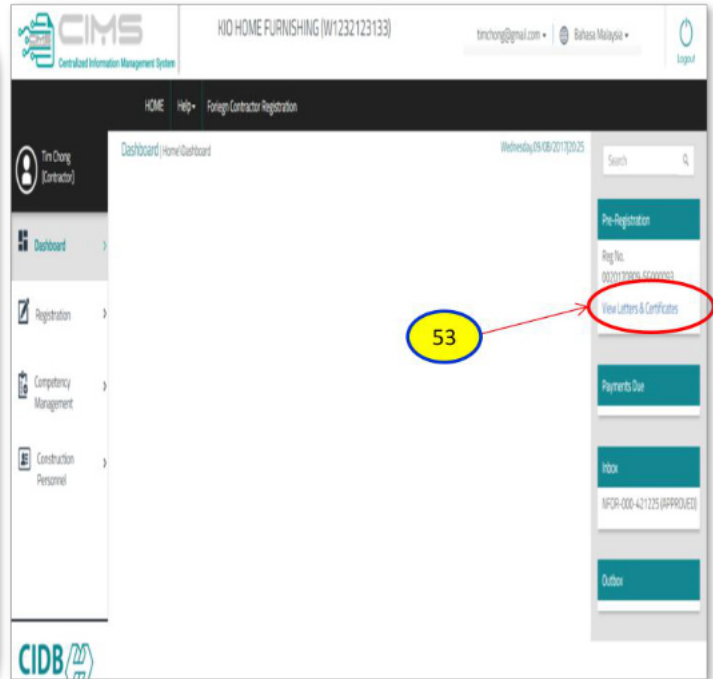 CIMS
Centralized Information Management System
KIO HOME FURNISHING (W1232123133)
timchong@gmail.com
Bahasa Malaysia
Logout
HOME Help Foriegn Contractor Registration
Tim Chong
[Contractor]
Dashboard | Home\Dashboard
Wednesday,09/08/2017|20:25
Search
Dashboard
Registration
Competency
Management
Construction
Personnel
53
Pre-Registration
Reg No.
View Letters & Certificates
Payments Due
Inbox
NFOR-000-421225 (APPROVED)
Outbox
CIDB